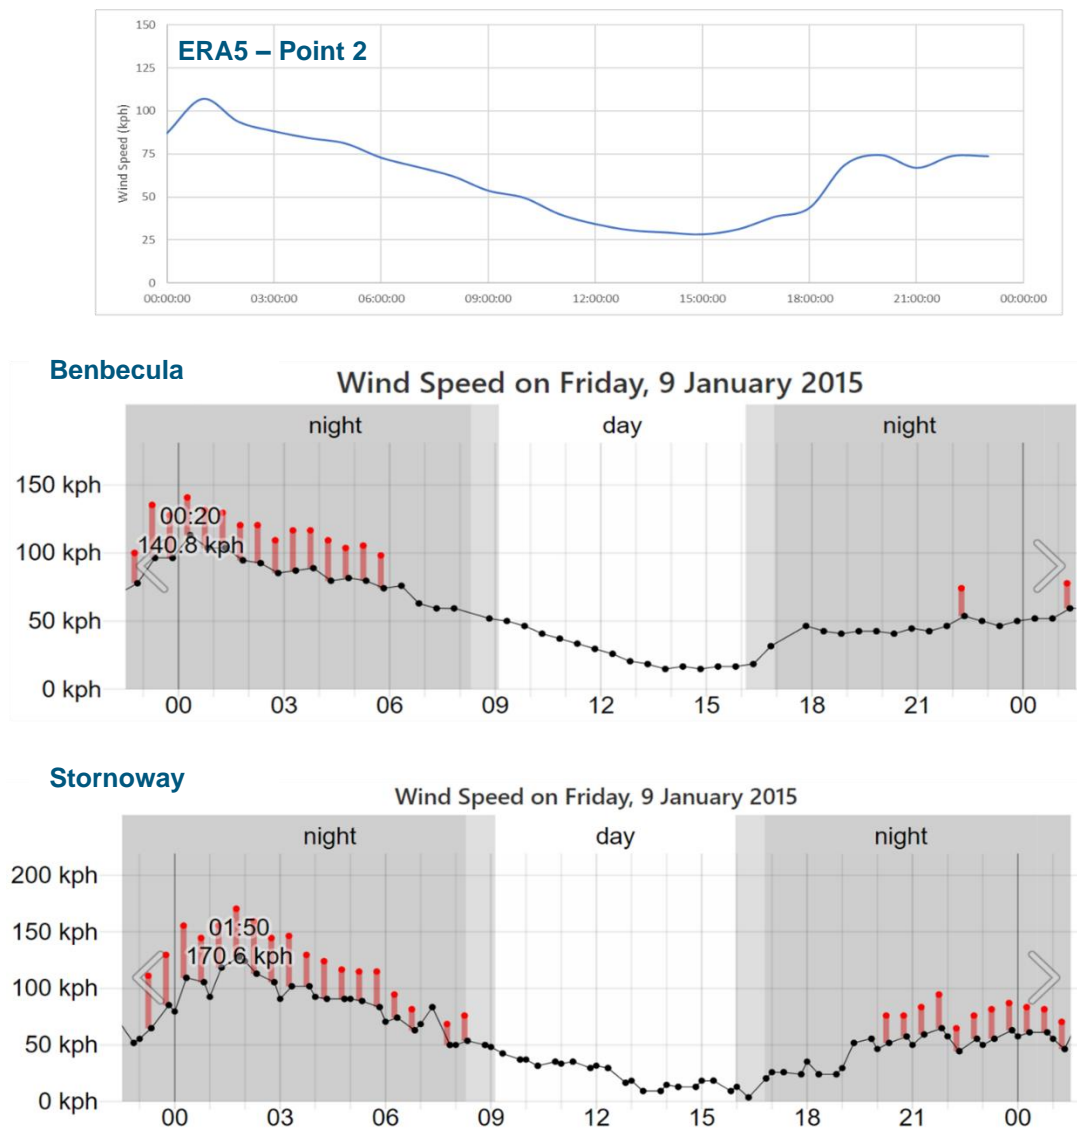 150
ERA5 – Point 2
125
100
75
50
25
0
Wind Speed (kph)
00:00:00 03:00:00 06:00:00 09:00:00 12:00:00 15:00:00 18:00:00 21:00:00 00:00:00
Benbecula
Wind Speed on Friday, 9 January 2015
night day night
150 kph
00:20
100 kph
140.8 kph
50 kph
0 kph
00 03 06 09 12 15 18 21 00
Stornoway
Wind Speed on Friday, 9 January 2015
night day night
200 kph
150 kph
01:50
170.6 kph
100 kph
50 kph
0 kph
00 03 06 09 12 15 18 21 00